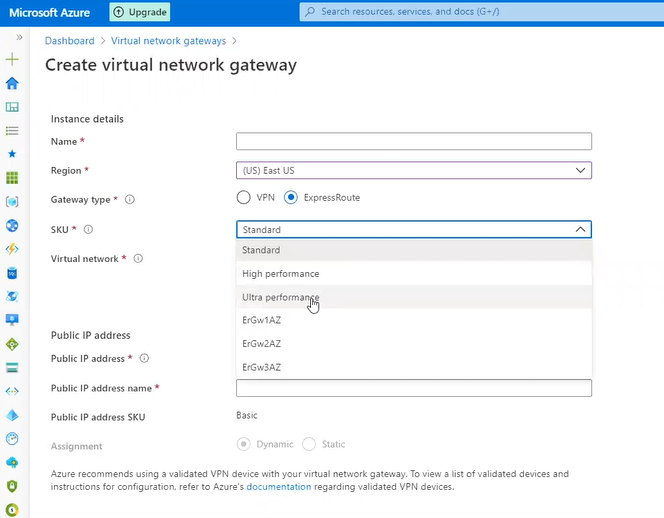 Microsoft Azure
Upgrade
Search resources, services, and docs (G+/)
»
Dashboard > Virtual network gateways >
Create virtual network gateway
Instance details
Name *
Region * (US) East US
Gateway type * VPN ExpressRoute
SKU * Standard
Standard
Virtual network *
High performance
Ultra performance
ErGw1AZ
Public IP address
ErGw2AZ
Public IP address *
ErGw3AZ
Public IP address name *
Public IP address SKU Basic
Assignment Dynamic Static
Azure recommends using a validated VPN device with your virtual network gateway. To view a list of validated devices and
instructions for configuration, refer to Azure's documentation regarding validated VPN devices.